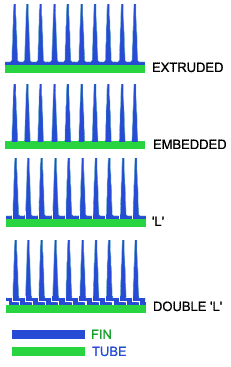 EXTRUDED
EMBEDDED
'L'
DOUBLE 'L'
FIN
TUBE